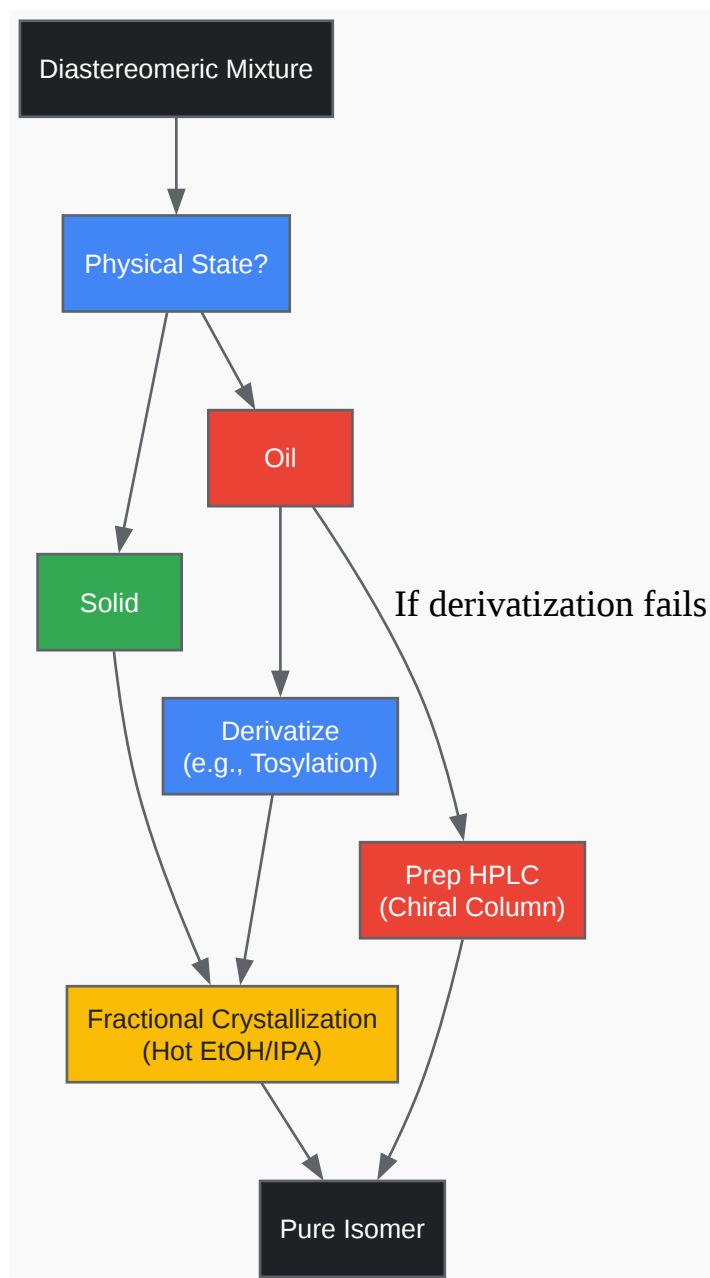 Diastereomeric Mixture
Physical State?
Oil
Solid
If derivatization fails
Derivatize
(e.g., Tosylation)
Prep HPLC
(Chiral Column)
Fractional Crystallization
(Hot EtOH/IPA)
Pure Isomer